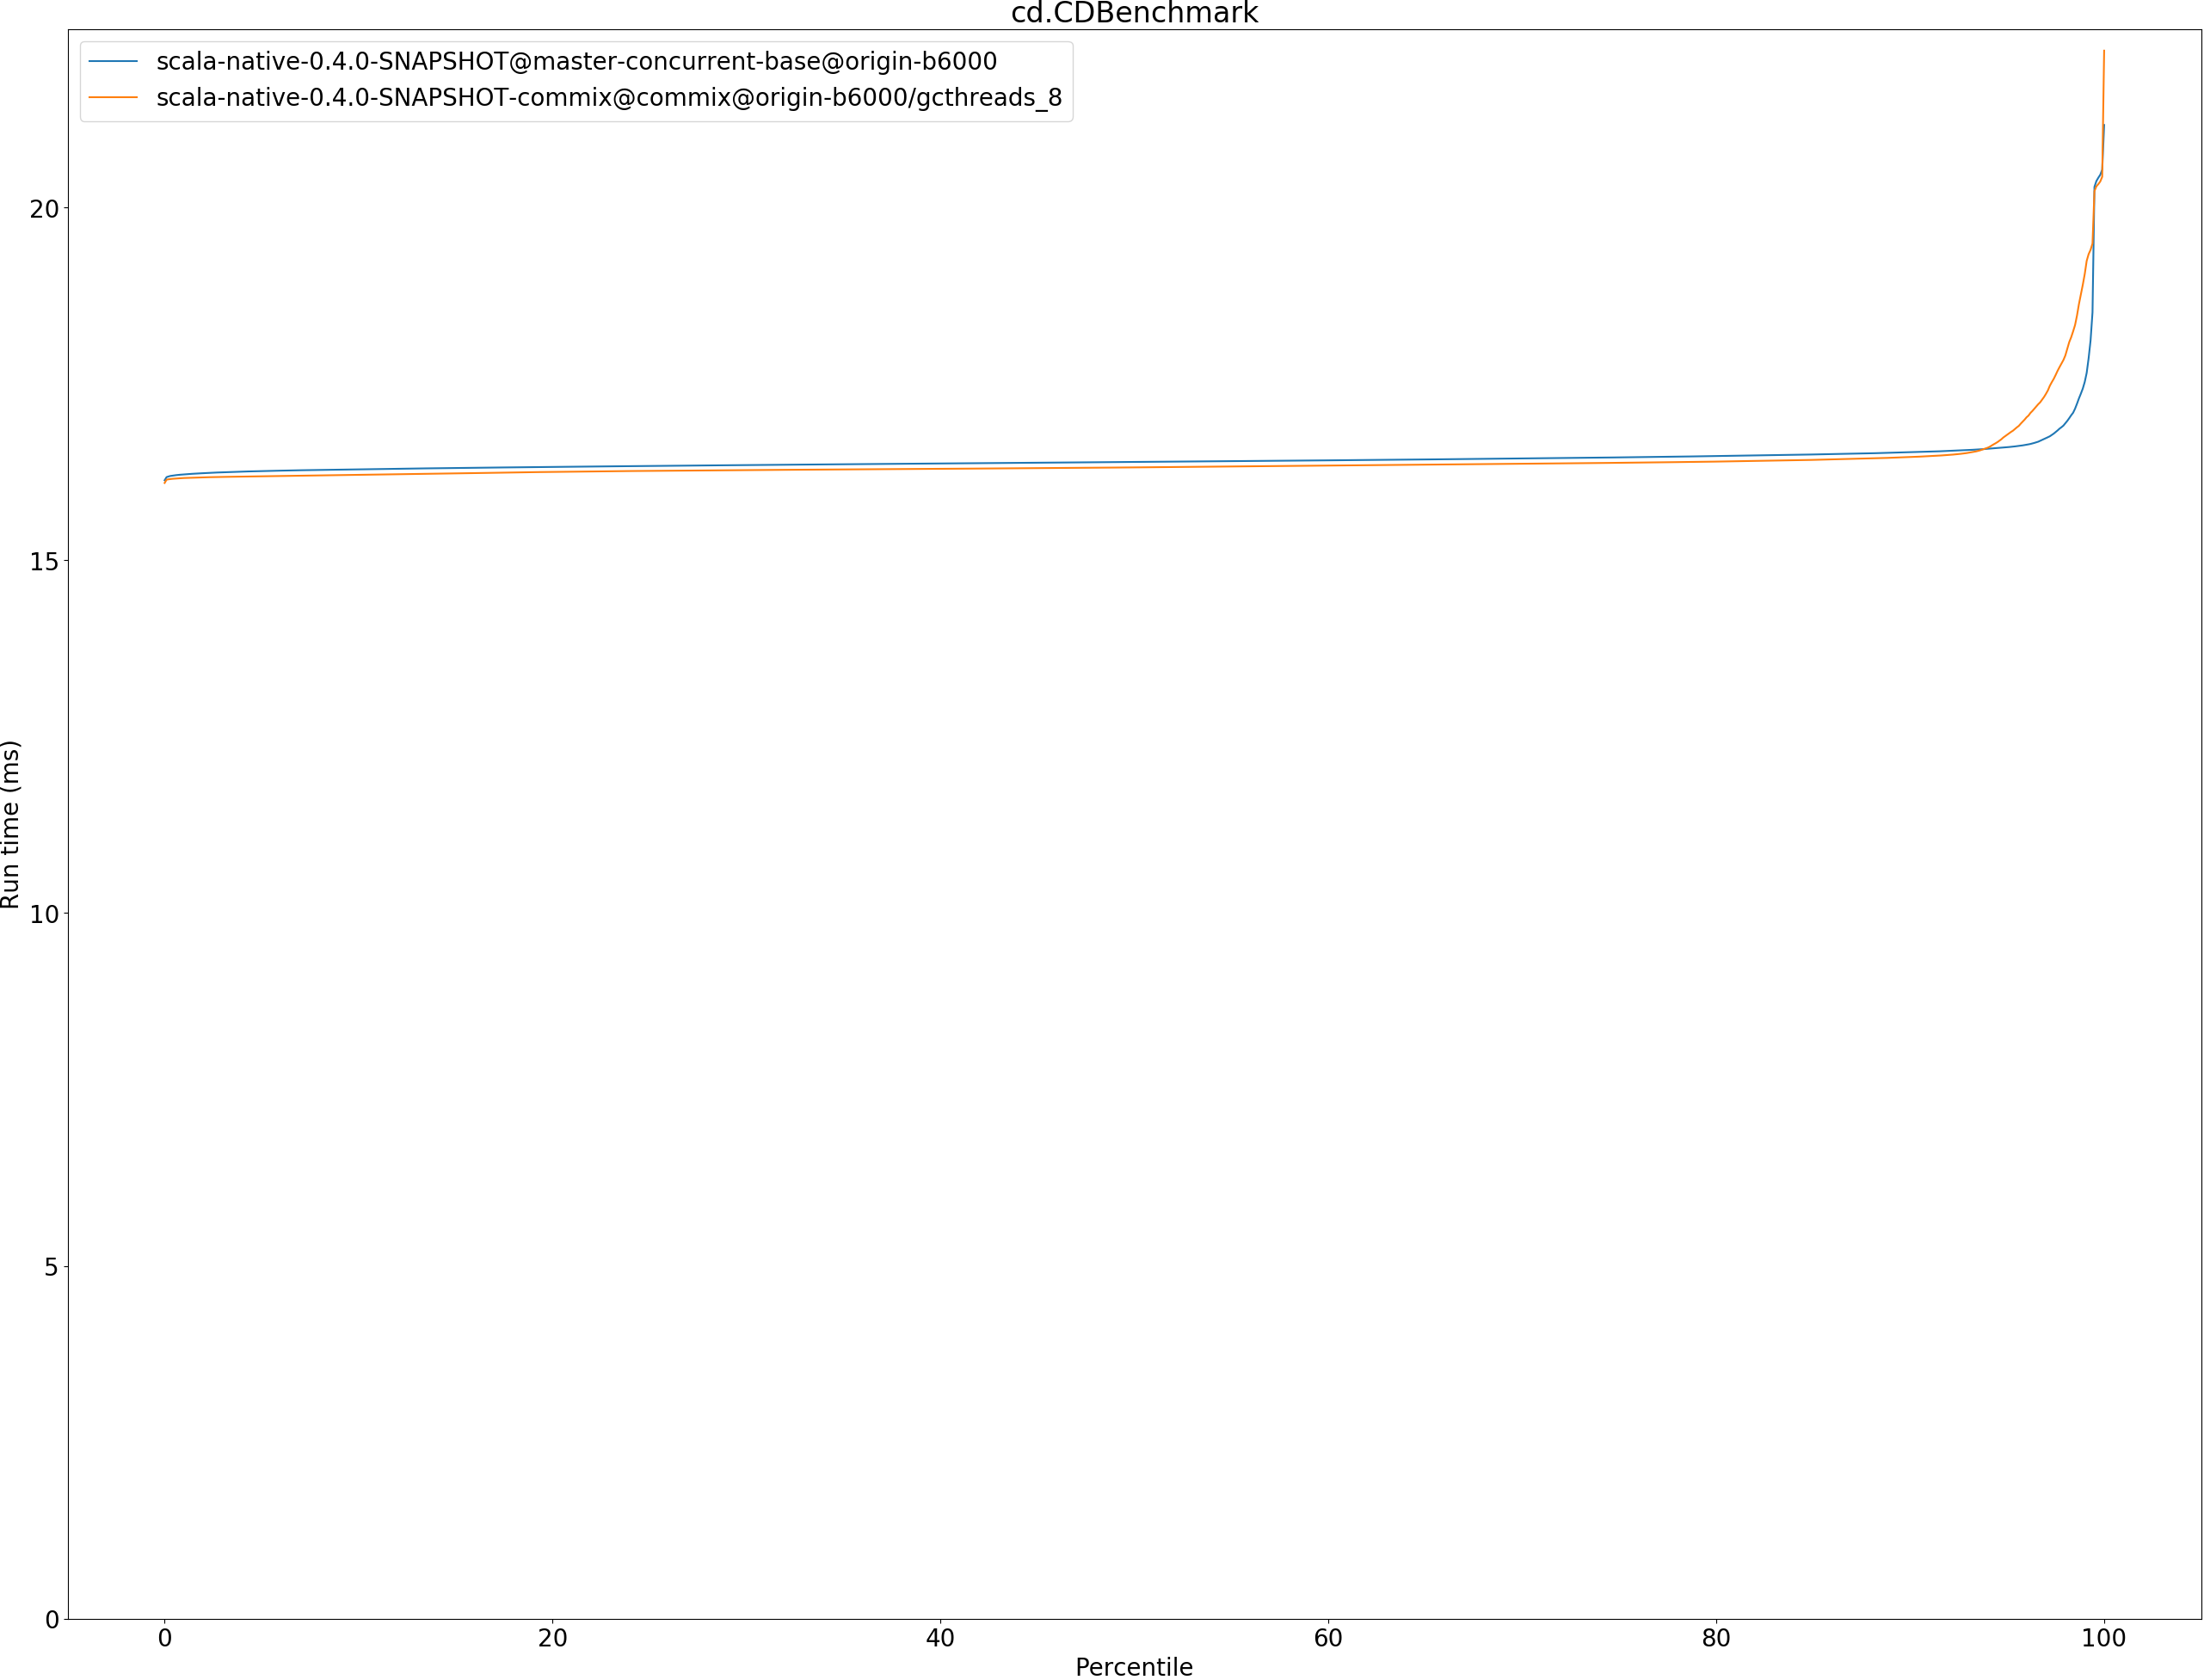 cd.CDBenchmark
scala-native-0.4.0-SNAPSHOT@master-concurrent-base@origin-b6000
scala-native-0.4.0-SNAPSHOT-commix@commix@origin-b6000/gcthreads_8
20
15
10
5
0
Run time (ms)
0 20 40 60 80 100
Percentile